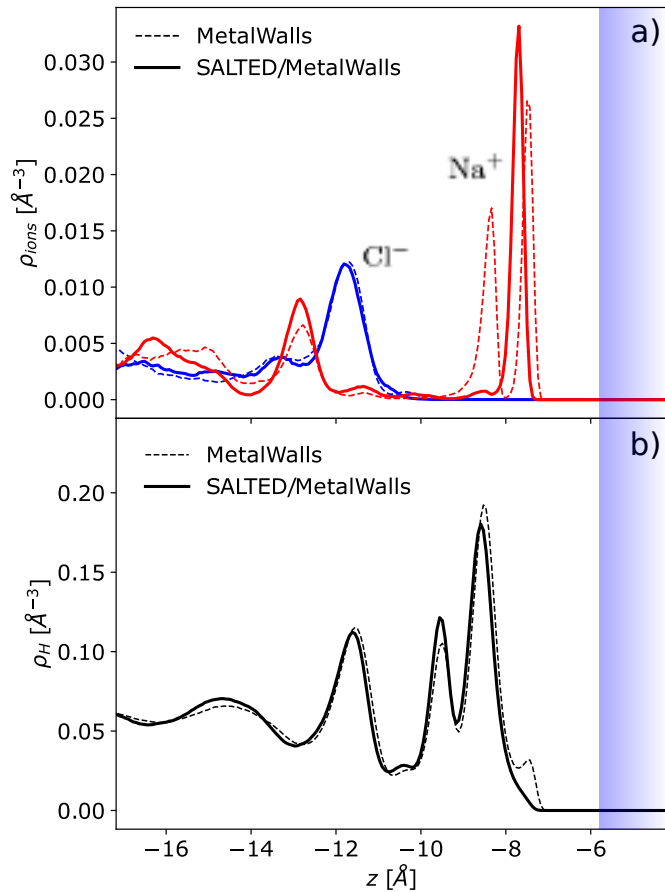 a)
MetalWalls
SALTED/MetalWalls
Na⁺
Cl⁻
ρions [Å⁻³]
0.030
0.025
0.020
0.015
0.010
0.005
0.000
b)
MetalWalls
SALTED/MetalWalls
ρH [Å⁻³]
0.20
0.15
0.10
0.05
0.00
−16 −14 −12 −10 −8 −6
z [Å]